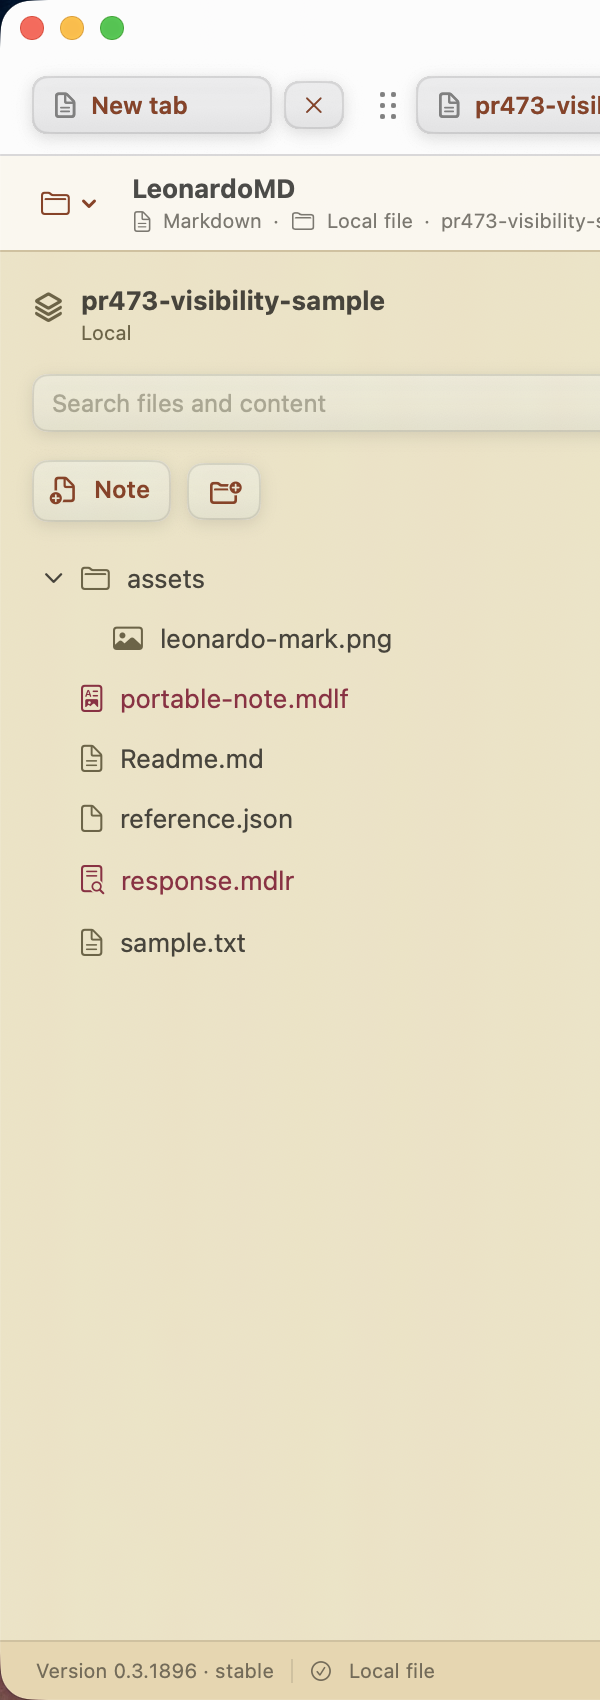 New tab
pr473-visil
LeonardoMD
Markdown · Local file · pr473-visibility-s
pr473-visibility-sample
Local
Search files and content
Note
assets
leonardo-mark.png
portable-note.mdlf
Readme.md
reference.json
response.mdlr
sample.txt
Version 0.3.1896 · stable
Local file